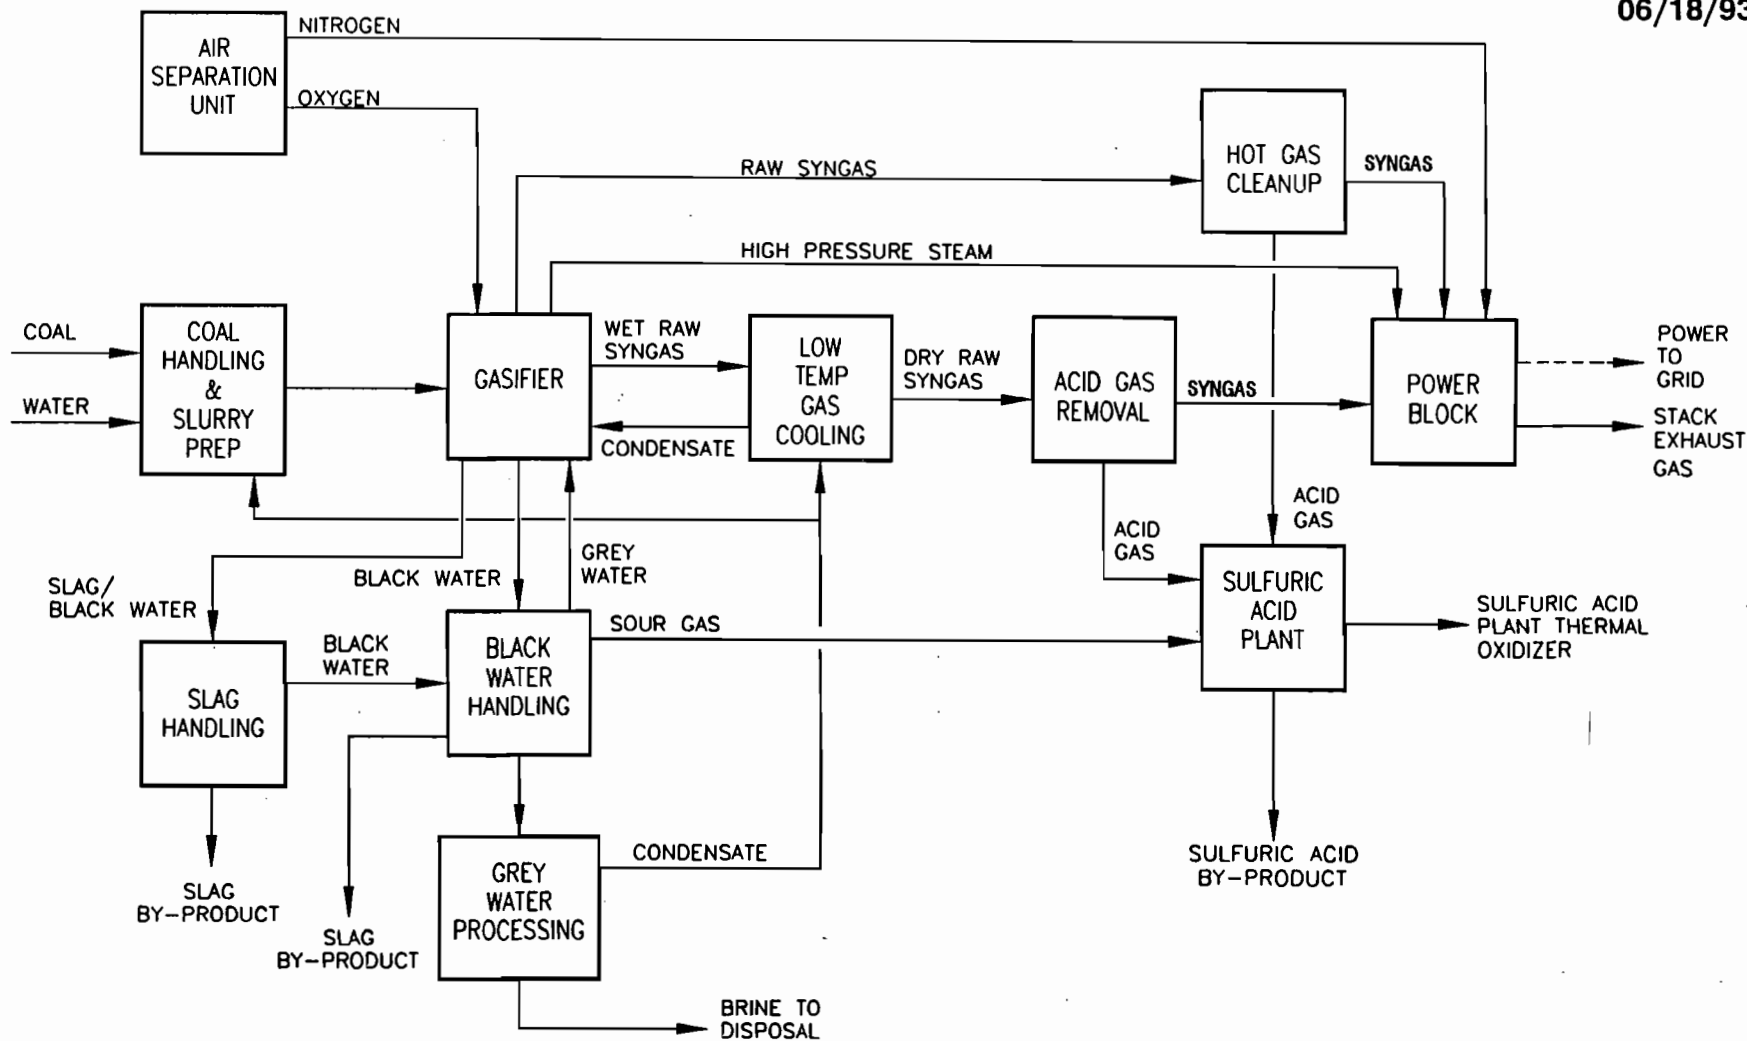 06/18/93
NITROGEN
AIR
SEPARATION
UNIT
OXYGEN
RAW SYNGAS
HOT GAS
CLEANUP
SYNGAS
HIGH PRESSURE STEAM
COAL
WATER
COAL
HANDLING
&
SLURRY
PREP
GASIFIER
WET RAW
SYNGAS
CONDENSATE
LOW
TEMP
GAS
COOLING
DRY RAW
SYNGAS
ACID GAS
REMOVAL
SYNGAS
POWER
BLOCK
POWER
TO
GRID
STACK
EXHAUST
GAS
ACID
GAS
ACID
GAS
SLAG/
BLACK WATER
BLACK WATER
GREY
WATER
SLAG
HANDLING
BLACK
WATER
BLACK
WATER
HANDLING
SOUR GAS
SULFURIC
ACID
PLANT
SULFURIC ACID
PLANT THERMAL
OXIDIZER
SLAG
BY-PRODUCT
SLAG
BY-PRODUCT
GREY
WATER
PROCESSING
CONDENSATE
SULFURIC ACID
BY-PRODUCT
BRINE TO
DISPOSAL